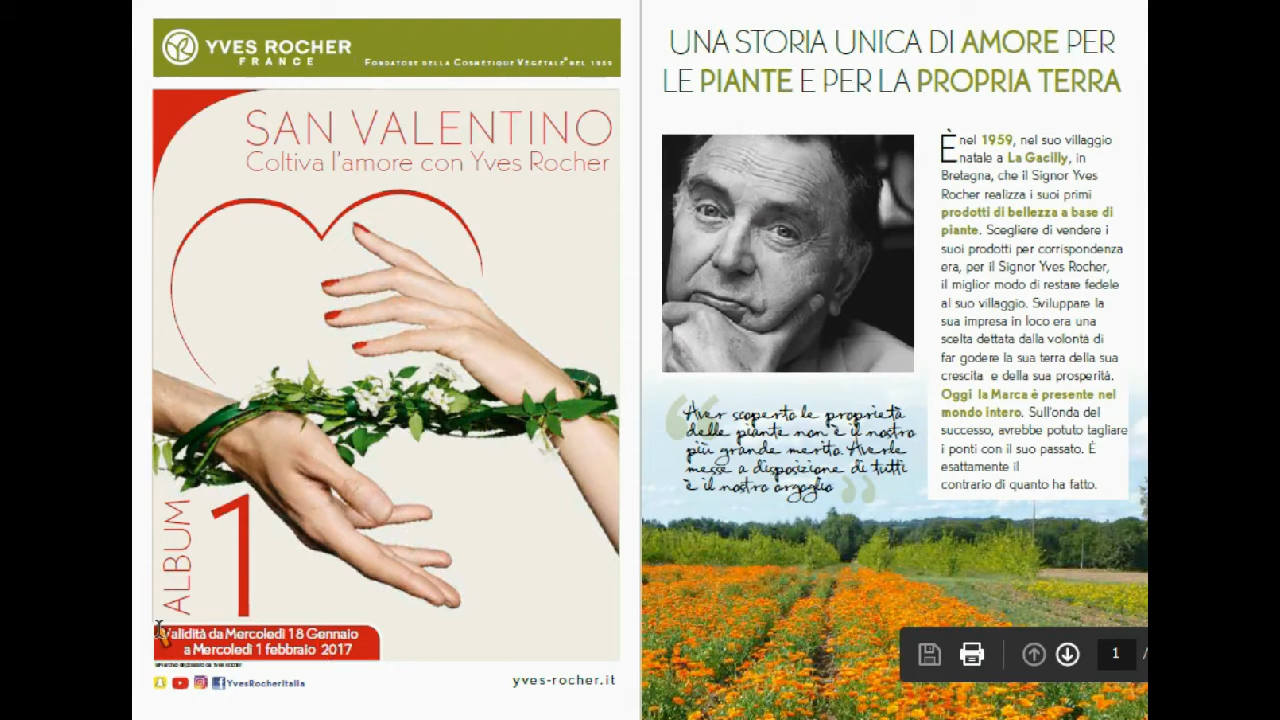 YVES ROCHER
FRANCE
FONDATORE DELLA COSMÉTIQUE VÉGÉTALE® NEL 1959
SAN VALENTINO
Coltiva l'amore con Yves Rocher
ALBUM
1
Validità da Mercoledì 18 Gennaio
a Mercoledì 1 febbraio 2017
YvesRocherItalia
yves-rocher.it
UNA STORIA UNICA DI AMORE PER
LE PIANTE E PER LA PROPRIA TERRA
È nel 1959, nel suo villaggio
natale a La Gacilly, in
Bretagna, che il Signor Yves
Rocher realizza i suoi primi
prodotti di bellezza a base di
piante. Scegliere di vendere i
suoi prodotti per corrispondenza
era, per il Signor Yves Rocher,
il miglior modo di restare fedele
al suo villaggio. Sviluppare la
sua impresa in loco era una
scelta dettata dalla volontà di
far godere la sua terra della sua
crescita e della sua prosperità.
Oggi la Marca è presente nel
mondo intero. Sull'onda del
successo, avrebbe potuto tagliare
i ponti con il suo passato. È
esattamente il
contrario di quanto ha fatto.
“Aver scoperto le proprietà
delle piante non è il nostro
più grande merito. Averle
messe a disposizione di tutti
è il nostro orgoglio”
1 /